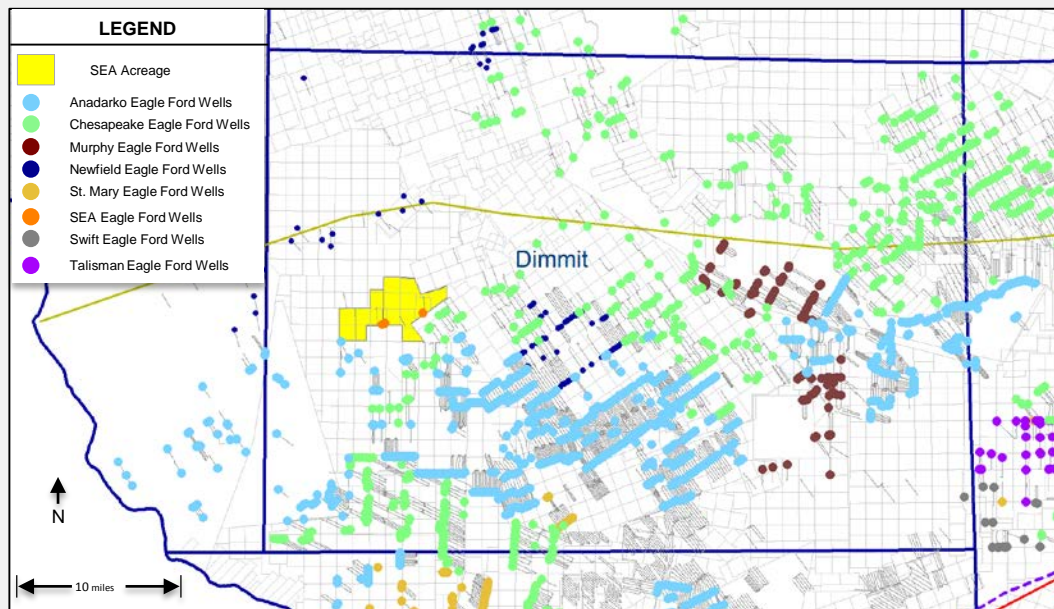 LEGEND
SEA Acreage
Anadarko Eagle Ford Wells
Chesapeake Eagle Ford Wells
Murphy Eagle Ford Wells
Newfield Eagle Ford Wells
St. Mary Eagle Ford Wells
SEA Eagle Ford Wells
Swift Eagle Ford Wells
Talisman Eagle Ford Wells
Dimmit
N
10 miles